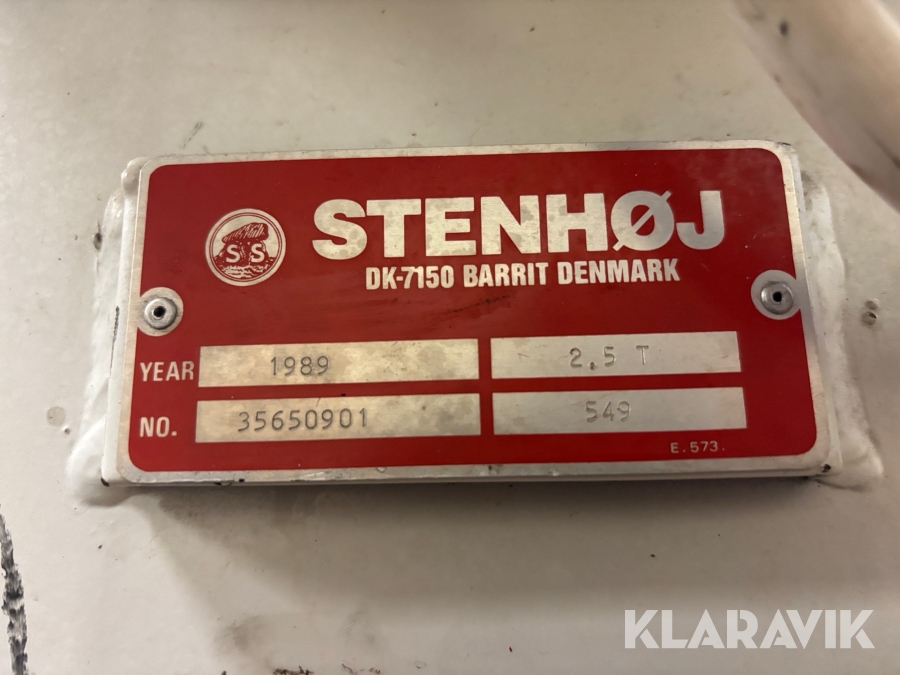 S S
STENHØJ
DK-7150 BARRIT DENMARK
YEAR 1989 2,5 T
NO. 35650901 549
E. 573.
KLARAVIK